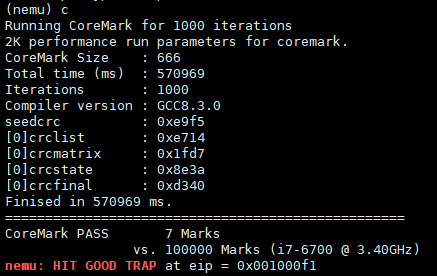 (nemu) c
Running CoreMark for 1000 iterations
2K performance run parameters for coremark.
CoreMark Size    : 666
Total time (ms)  : 570969
Iterations       : 1000
Compiler version : GCC8.3.0
seedcrc          : 0xe9f5
[0]crclist       : 0xe714
[0]crcmatrix     : 0x1fd7
[0]crcstate      : 0x8e3a
[0]crcfinal      : 0xd340
Finised in 570969 ms.
==================================================
CoreMark PASS       7 Marks
                vs. 100000 Marks (i7-6700 @ 3.40GHz)
nemu: HIT GOOD TRAP at eip = 0x001000f1